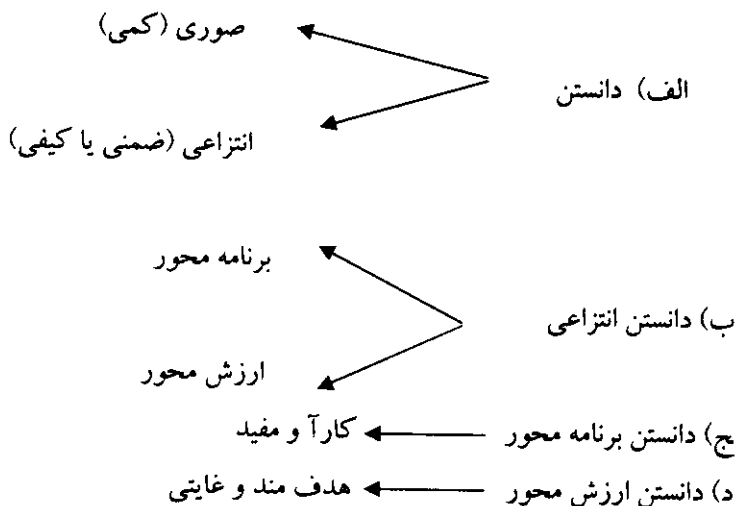 صوری (کمی)
الف) دانستن
انتزاعی (ضمنی یا کیفی)
برنامه محور
ب) دانستن انتزاعی
ارزش محور
ج) دانستن برنامه محور کارآ و مفید
د) دانستن ارزش محور هدف مند و غایتی